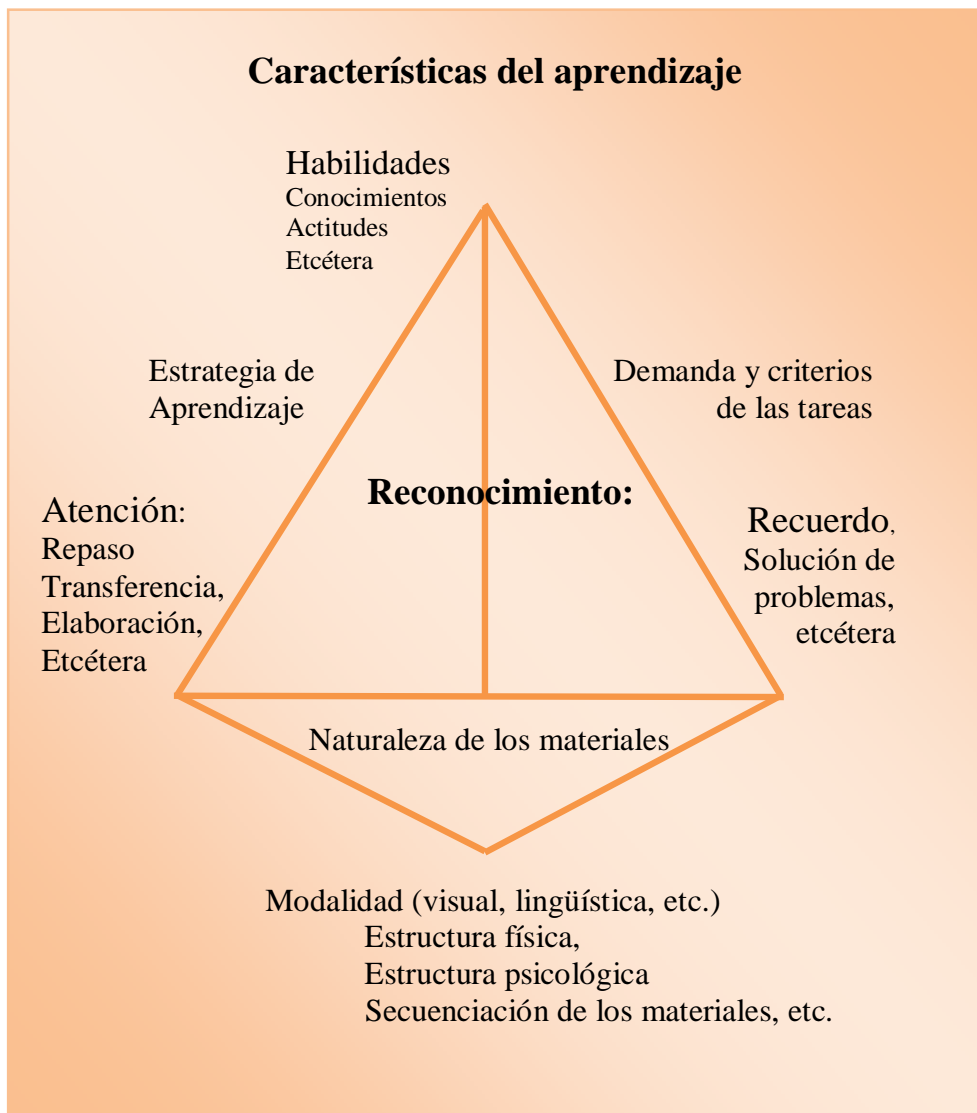 Características del aprendizaje
Habilidades
Conocimientos
Actitudes
Etcétera
Estrategia de
Aprendizaje
Demanda y criterios
de las tareas
Reconocimiento:
Atención:
Repaso
Transferencia,
Elaboración,
Etcétera
Recuerdo,
Solución de
problemas,
etcétera
Naturaleza de los materiales
Modalidad (visual, lingüística, etc.)
Estructura física,
Estructura psicológica
Secuenciación de los materiales, etc.